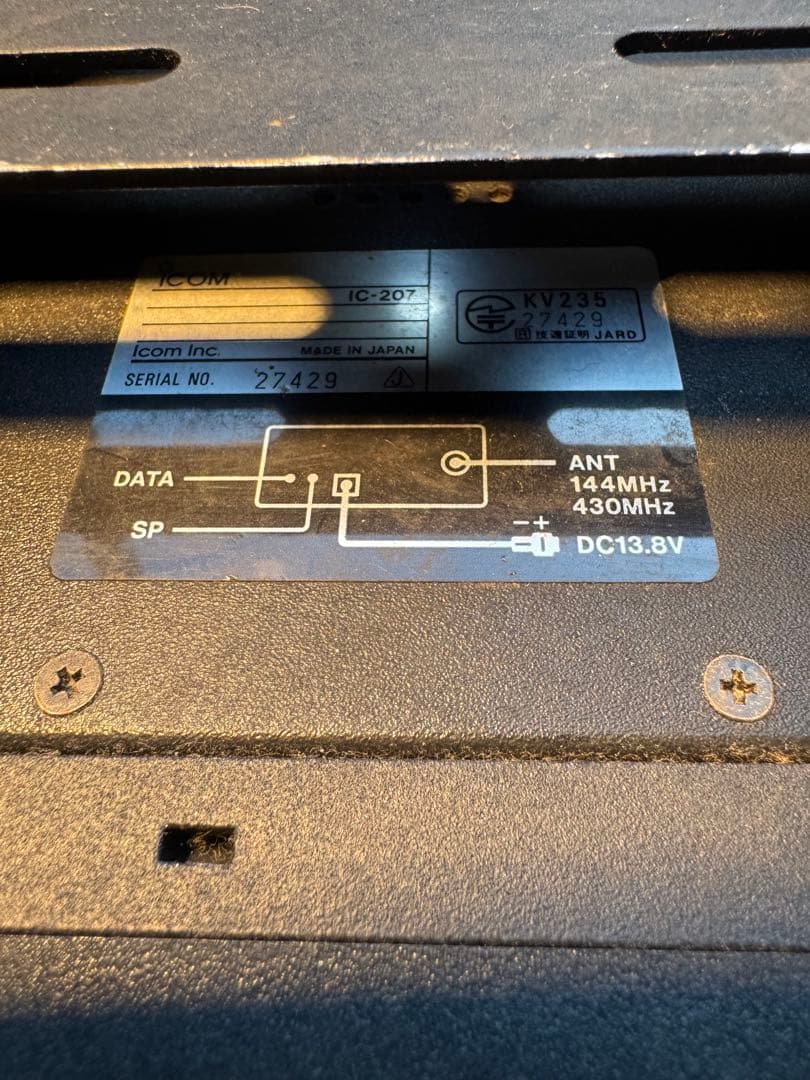 ICOM
IC-207
Icom Inc. MADE IN JAPAN
SERIAL NO. 27429 J
KV235
27429
R 技適証明 JARD
DATA
SP
ANT
144MHz
430MHz
- +
DC13.8V